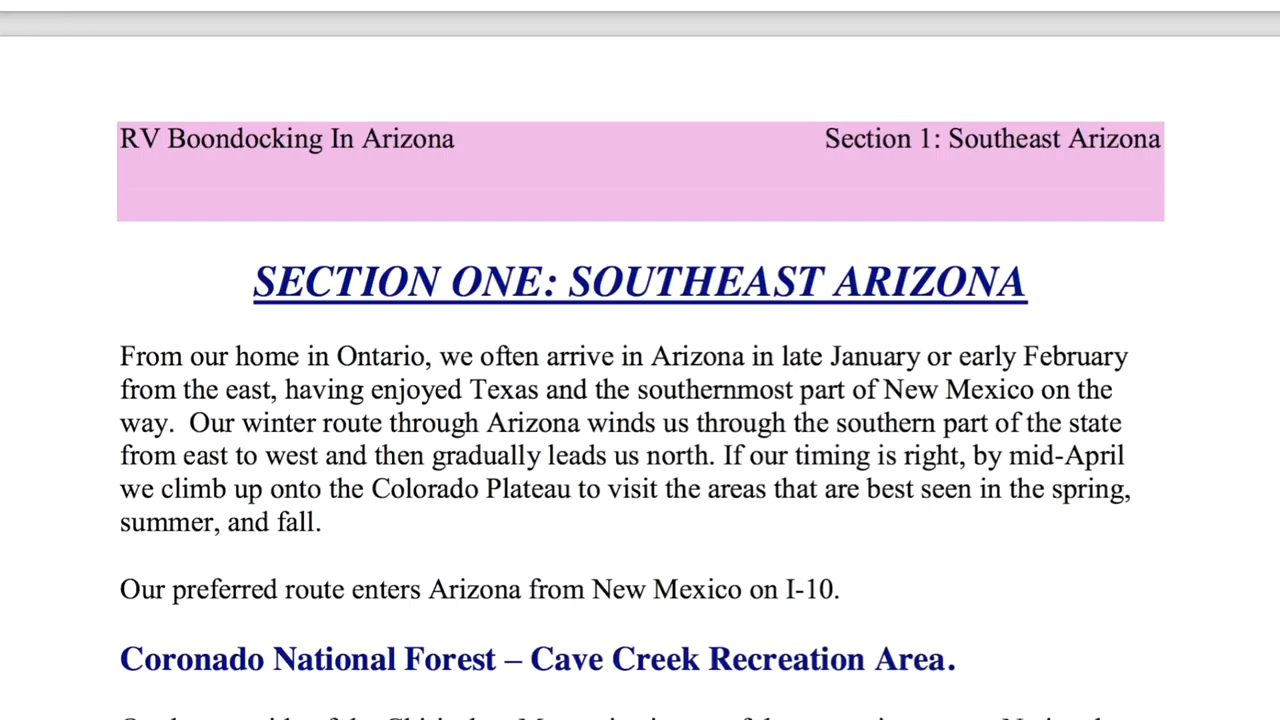 RV Boondocking In Arizona Section 1: Southeast Arizona
SECTION ONE: SOUTHEAST ARIZONA
From our home in Ontario, we often arrive in Arizona in late January or early February
from the east, having enjoyed Texas and the southernmost part of New Mexico on the
way.  Our winter route through Arizona winds us through the southern part of the state
from east to west and then gradually leads us north. If our timing is right, by mid-April
we climb up onto the Colorado Plateau to visit the areas that are best seen in the spring,
summer, and fall.
Our preferred route enters Arizona from New Mexico on I-10.
Coronado National Forest – Cave Creek Recreation Area.